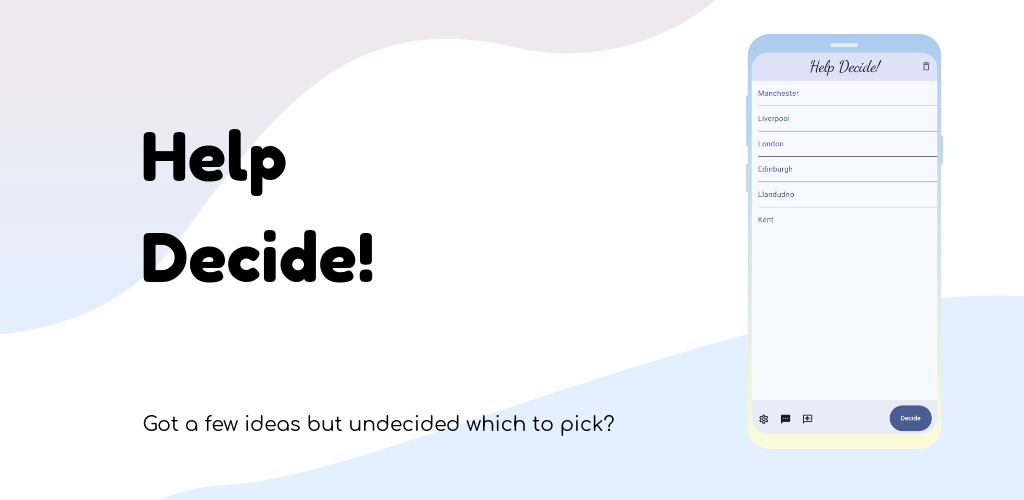 Help
Decide!
Got a few ideas but undecided which to pick?
Help Decide!
Manchester
Liverpool
London
Edinburgh
Llandudno
Kent
Decide